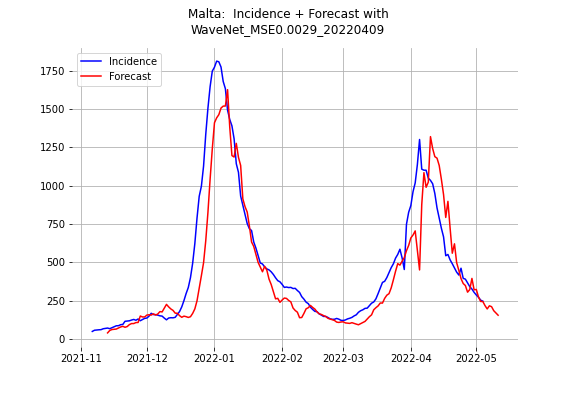 Malta:  Incidence + Forecast with
WaveNet_MSE0.0029_20220409
Incidence
Forecast
1750
1500
1250
1000
750
500
250
0
2021-11 2021-12 2022-01 2022-02 2022-03 2022-04 2022-05